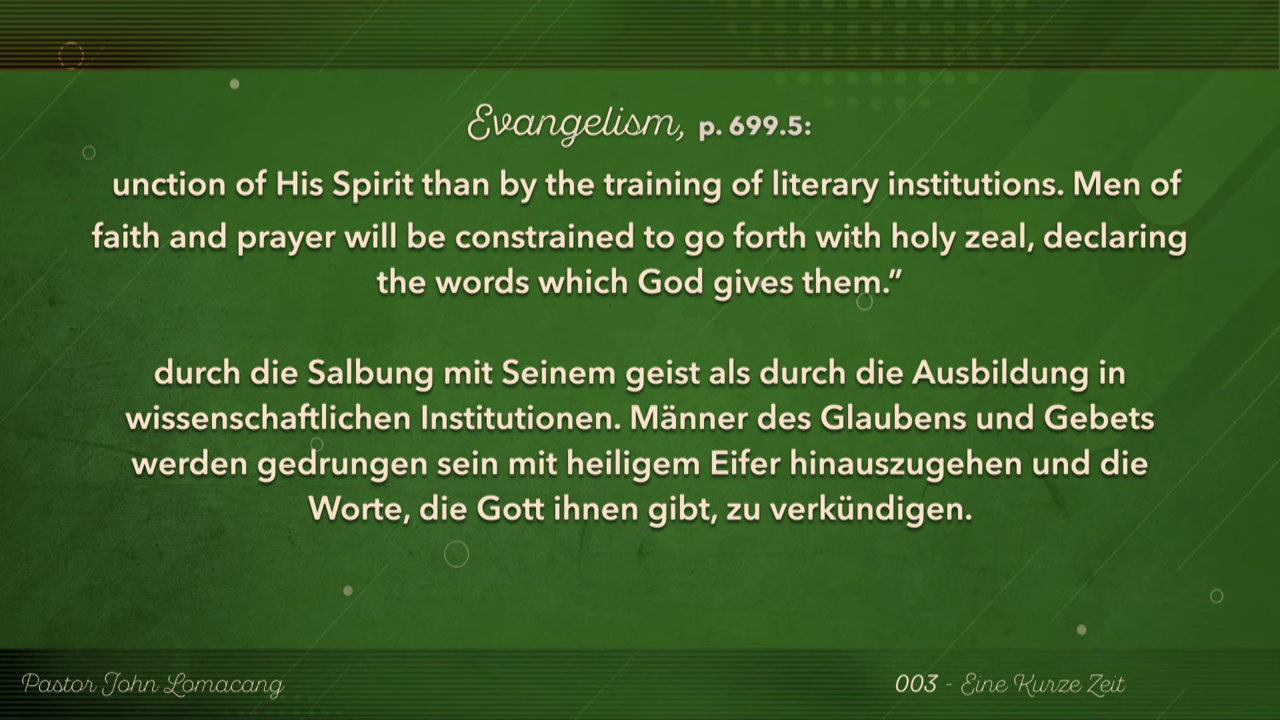 Evangelism, p. 699.5:
unction of His Spirit than by the training of literary institutions. Men of
faith and prayer will be constrained to go forth with holy zeal, declaring
the words which God gives them.”
durch die Salbung mit Seinem geist als durch die Ausbildung in
wissenschaftlichen Institutionen. Männer des Glaubens und Gebets
werden gedrungen sein mit heiligem Eifer hinauszugehen und die
Worte, die Gott ihnen gibt, zu verkündigen.
Pastor John Lomacang
003 - Eine Kurze Zeit